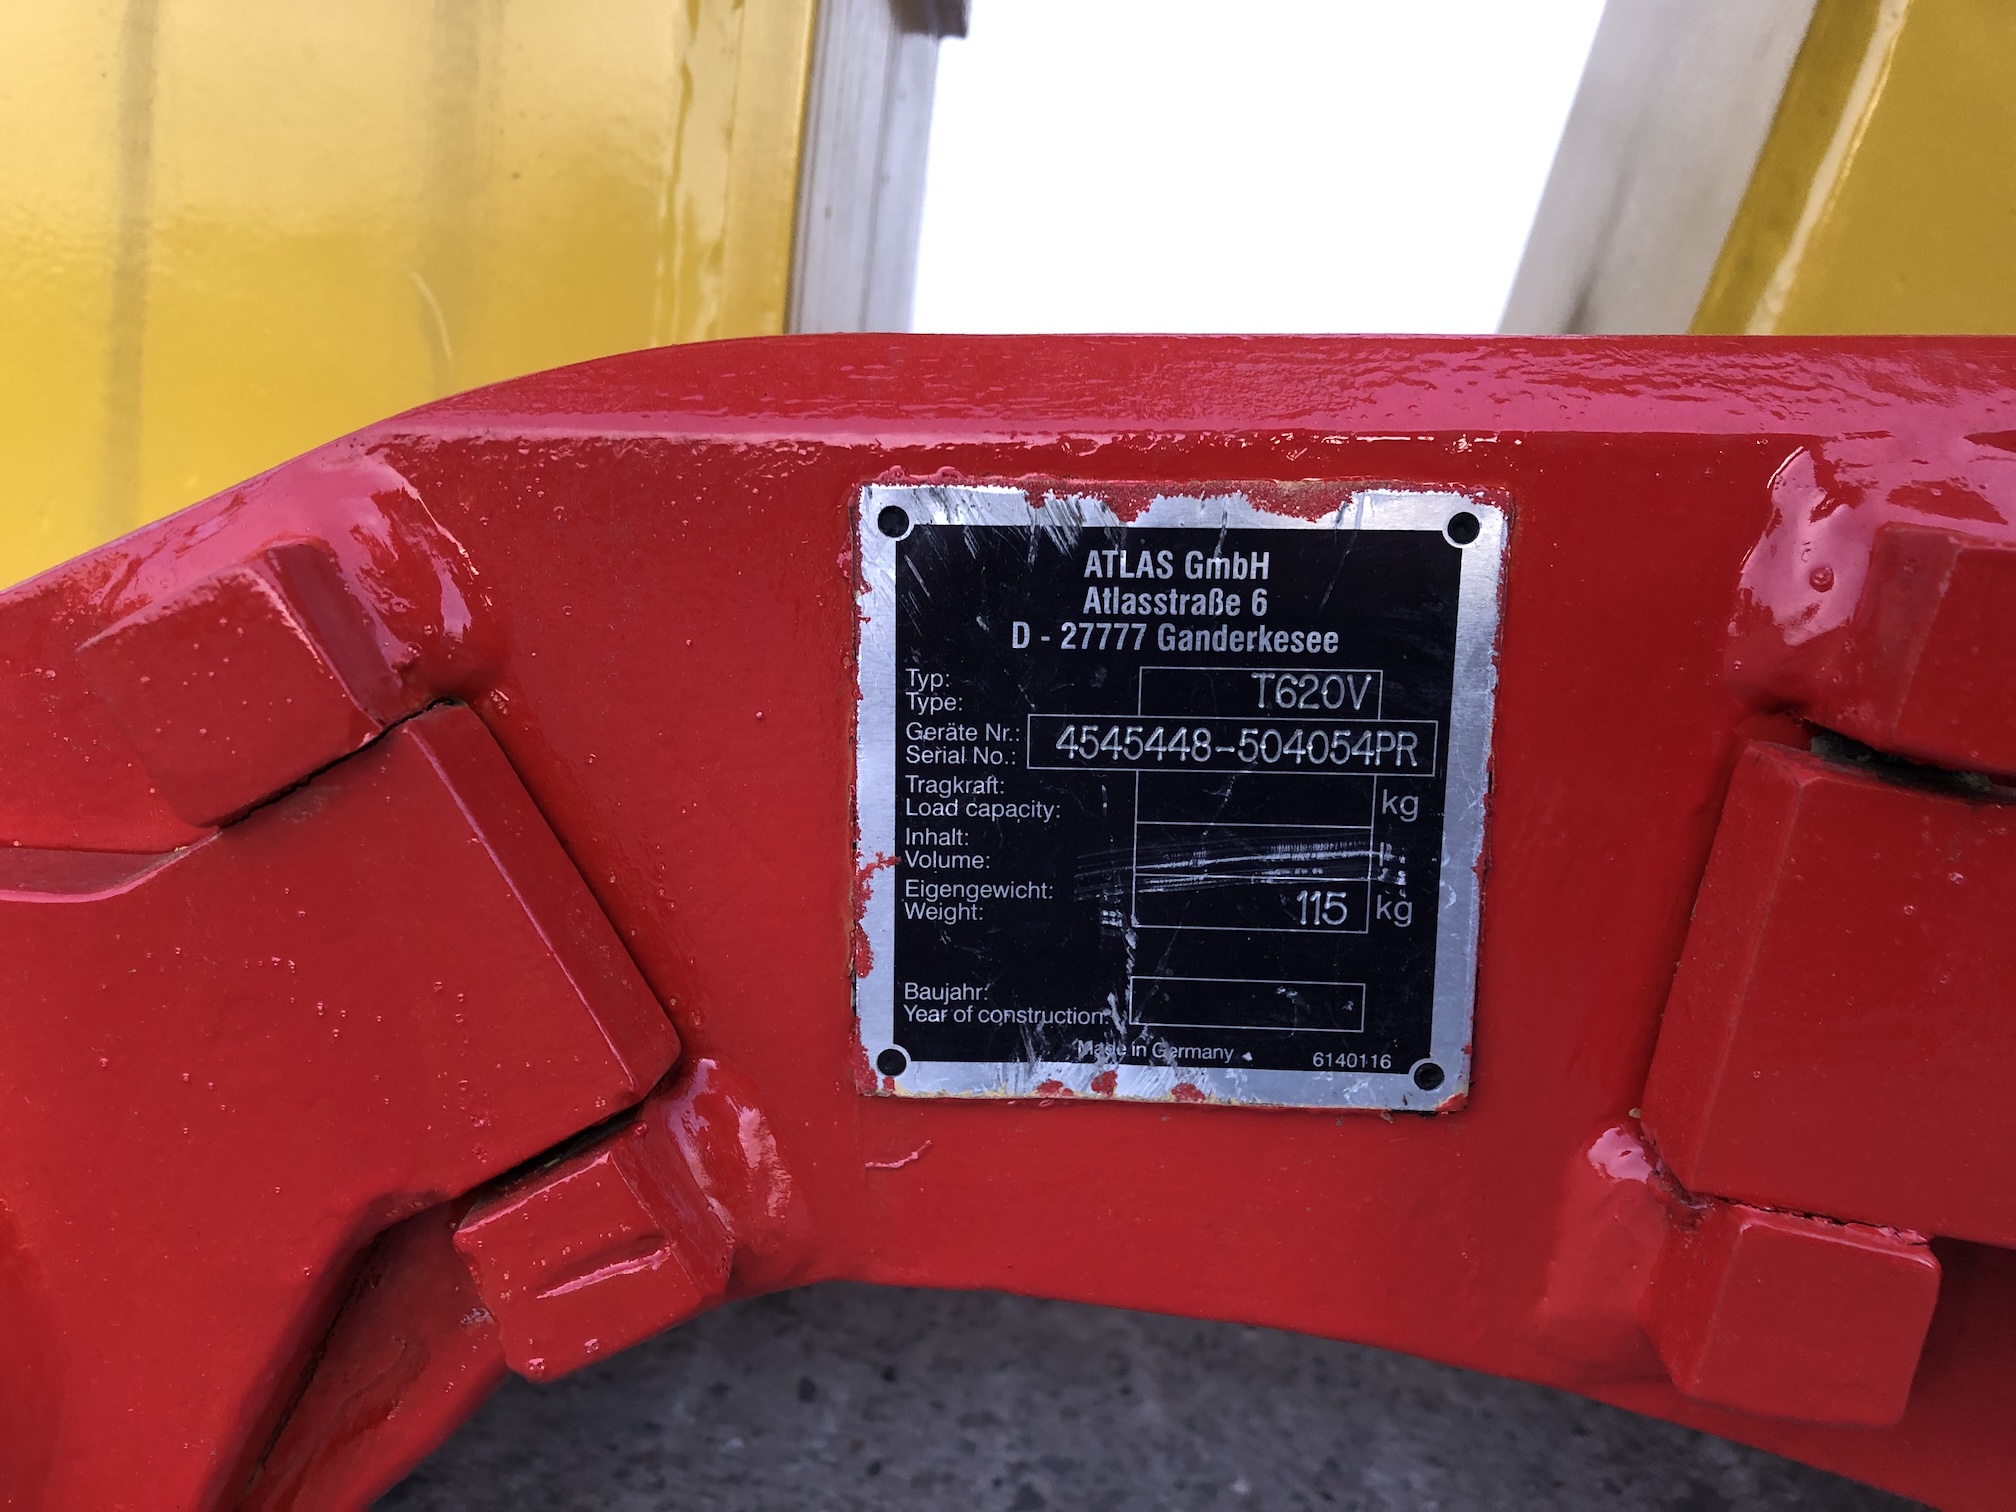 ATLAS GmbH
Atlasstraße 6
D - 27777 Ganderkesee
Typ:
Type: T620V
Geräte Nr.:
Serial No.: 4545448-504054PR
Tragkraft:
Load capacity: kg
Inhalt:
Volume:
Eigengewicht:
Weight: 115 kg
Baujahr:
Year of construction:
Made in Germany 6140116